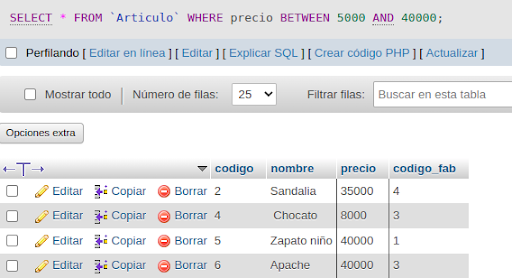 SELECT * FROM `Articulo` WHERE precio BETWEEN 5000 AND 40000;
Perfilando [ Editar en línea ] [ Editar ] [ Explicar SQL ] [ Crear código PHP ] [ Actualizar ]
Mostrar todo Número de filas: 25 Filtrar filas: Buscar en esta tabla
Opciones extra
codigo nombre precio codigo_fab
Editar Copiar Borrar 2 Sandalia 35000 4
Editar Copiar Borrar 4 Chocato 8000 3
Editar Copiar Borrar 5 Zapato niño 40000 1
Editar Copiar Borrar 6 Apache 40000 3